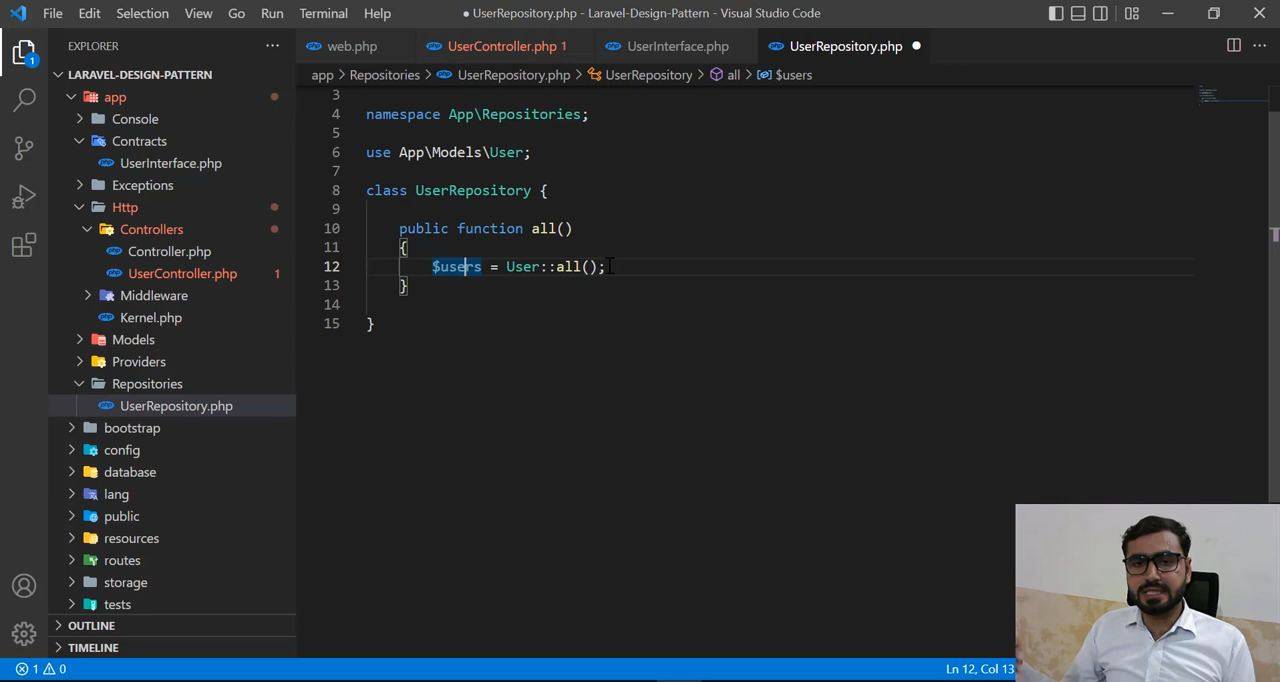 File Edit Selection View Go Run Terminal Help
● UserRepository.php - Laravel-Design-Pattern - Visual Studio Code
EXPLORER
web.php
UserController.php 1
UserInterface.php
UserRepository.php
1
LARAVEL-DESIGN-PATTERN
app
Console
Contracts
UserInterface.php
Exceptions
Http
Controllers
Controller.php
UserController.php 1
Middleware
Kernel.php
Models
Providers
Repositories
UserRepository.php
bootstrap
config
database
lang
public
resources
routes
storage
tests
OUTLINE
TIMELINE
app > Repositories > UserRepository.php > UserRepository > all > $users
3
4 namespace App\Repositories;
5
6 use App\Models\User;
7
8 class UserRepository {
9
10 public function all()
11 {
12 $users = User::all();
13 }
14
15 }
1 0
Ln 12, Col 13